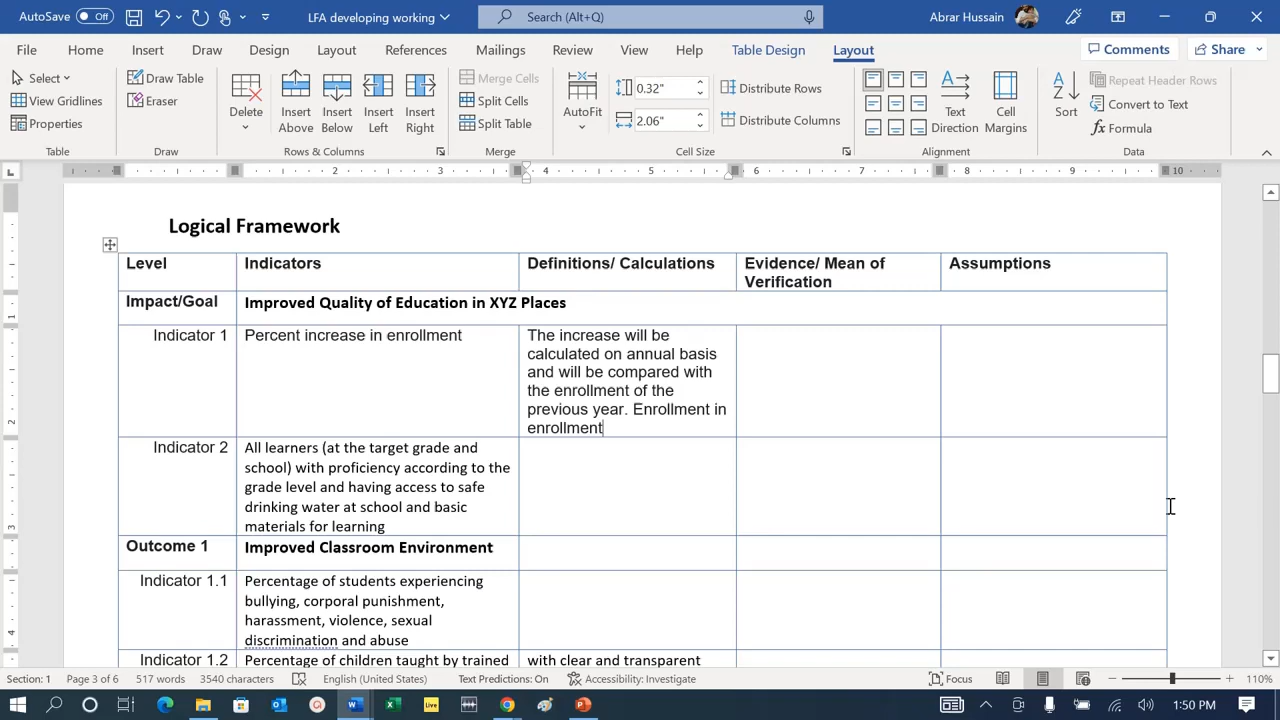 AutoSave Off LFA developing working Search (Alt+Q) Abrar Hussain
File Home Insert Draw Design Layout References Mailings Review View Help Table Design Layout Comments Share
Select Draw Table Merge Cells 0.32" Distribute Rows Repeat Header Rows
View Gridlines Eraser Delete Insert Above Insert Below Insert Left Insert Right Split Cells AutoFit Text Direction Cell Margins Sort Convert to Text
Properties Split Table 2.06" Distribute Columns Formula
Table Draw Rows & Columns Merge Cell Size Alignment Data
2 3 4 5 6 7 8 9 10
Logical Framework
Level Indicators Definitions/ Calculations Evidence/ Mean of Verification Assumptions
Impact/Goal Improved Quality of Education in XYZ Places
Indicator 1 Percent increase in enrollment The increase will be
calculated on annual basis
and will be compared with
the enrollment of the
previous year. Enrollment in
enrollment
Indicator 2 All learners (at the target grade and
school) with proficiency according to the
grade level and having access to safe
drinking water at school and basic
materials for learning
Outcome 1 Improved Classroom Environment
Indicator 1.1 Percentage of students experiencing
bullying, corporal punishment,
harassment, violence, sexual
discrimination and abuse
Indicator 1.2 Percentage of children taught by trained with clear and transparent
Section: 1 Page 3 of 6 517 words 3540 characters English (United States) Text Predictions: On Accessibility: Investigate Focus 110%
LIVE 1:50 PM